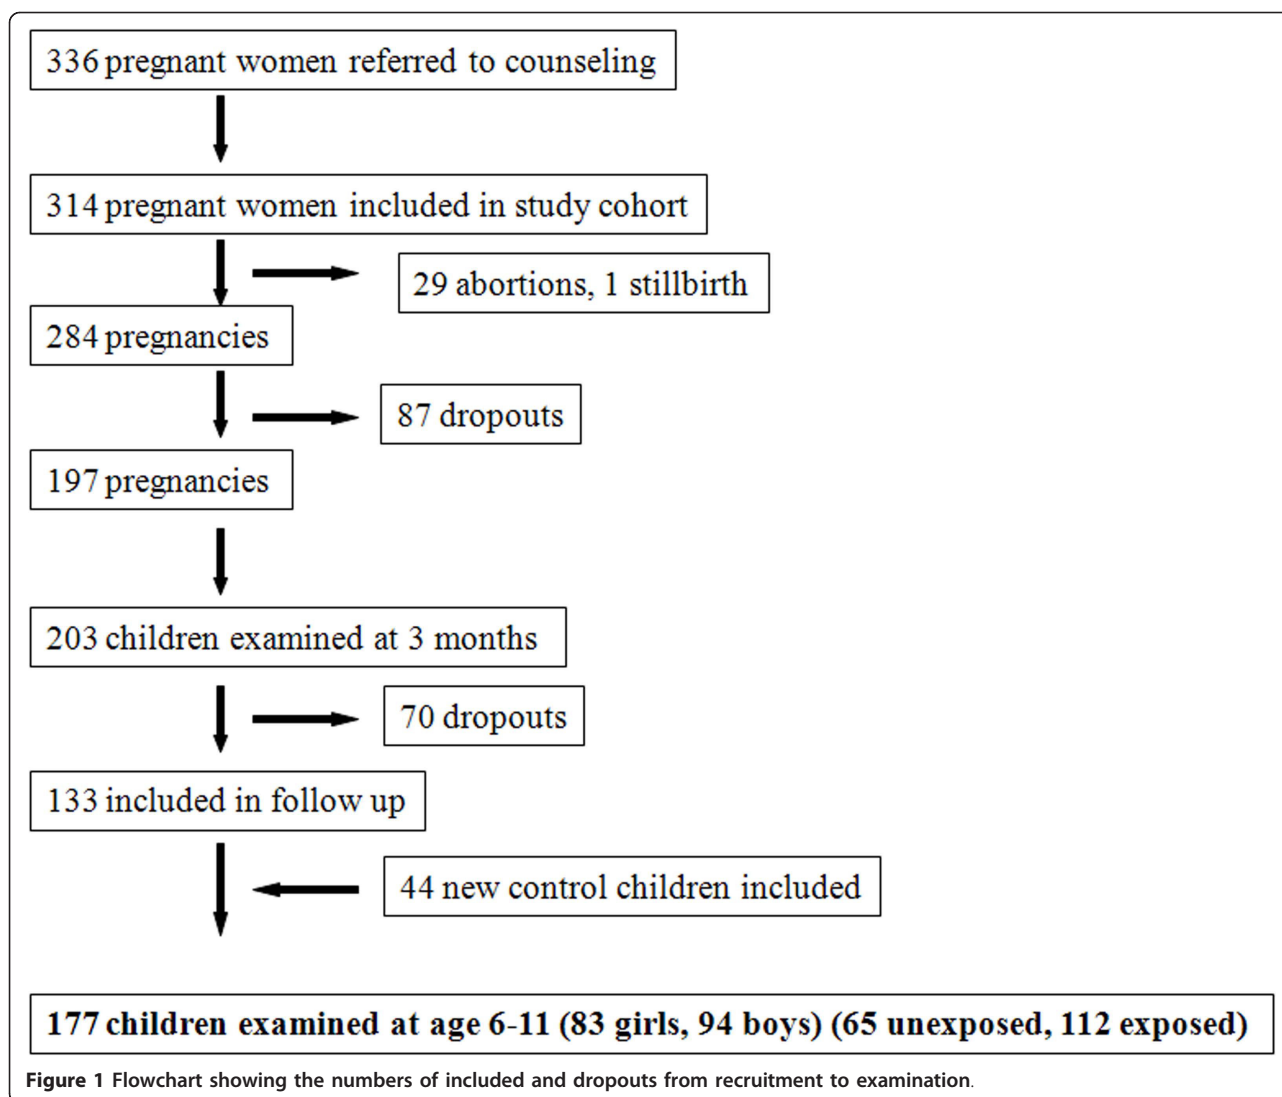 336 pregnant women referred to counseling
314 pregnant women included in study cohort
29 abortions, 1 stillbirth
284 pregnancies
87 dropouts
197 pregnancies
203 children examined at 3 months
70 dropouts
133 included in follow up
44 new control children included
177 children examined at age 6-11 (83 girls, 94 boys) (65 unexposed, 112 exposed)
Figure 1 Flowchart showing the numbers of included and dropouts from recruitment to examination.